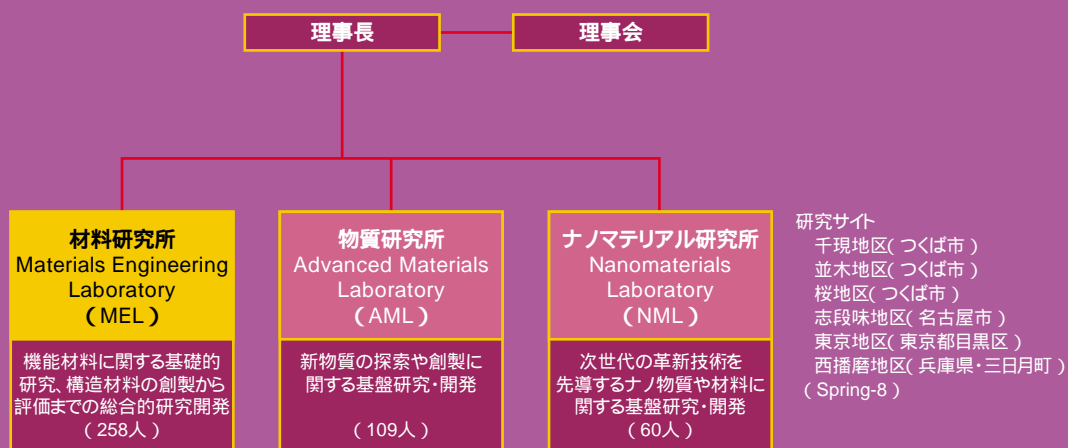 理事長
理事会
材料研究所
Materials Engineering
Laboratory
(MEL)
機能材料に関する基礎的
研究、構造材料の創製から
評価までの総合的研究開発
(258人)
物質研究所
Advanced Materials
Laboratory
(AML)
新物質の探索や創製に
関する基盤研究・開発
(109人)
ナノマテリアル研究所
Nanomaterials
Laboratory
(NML)
次世代の革新技術を
先導するナノ物質や材料に
関する基盤研究・開発
(60人)
研究サイト
千現地区(つくば市)
並木地区(つくば市)
桜地区(つくば市)
志段味地区(名古屋市)
東京地区(東京都目黒区)
西播磨地区(兵庫県・三日月町)
(Spring-8)